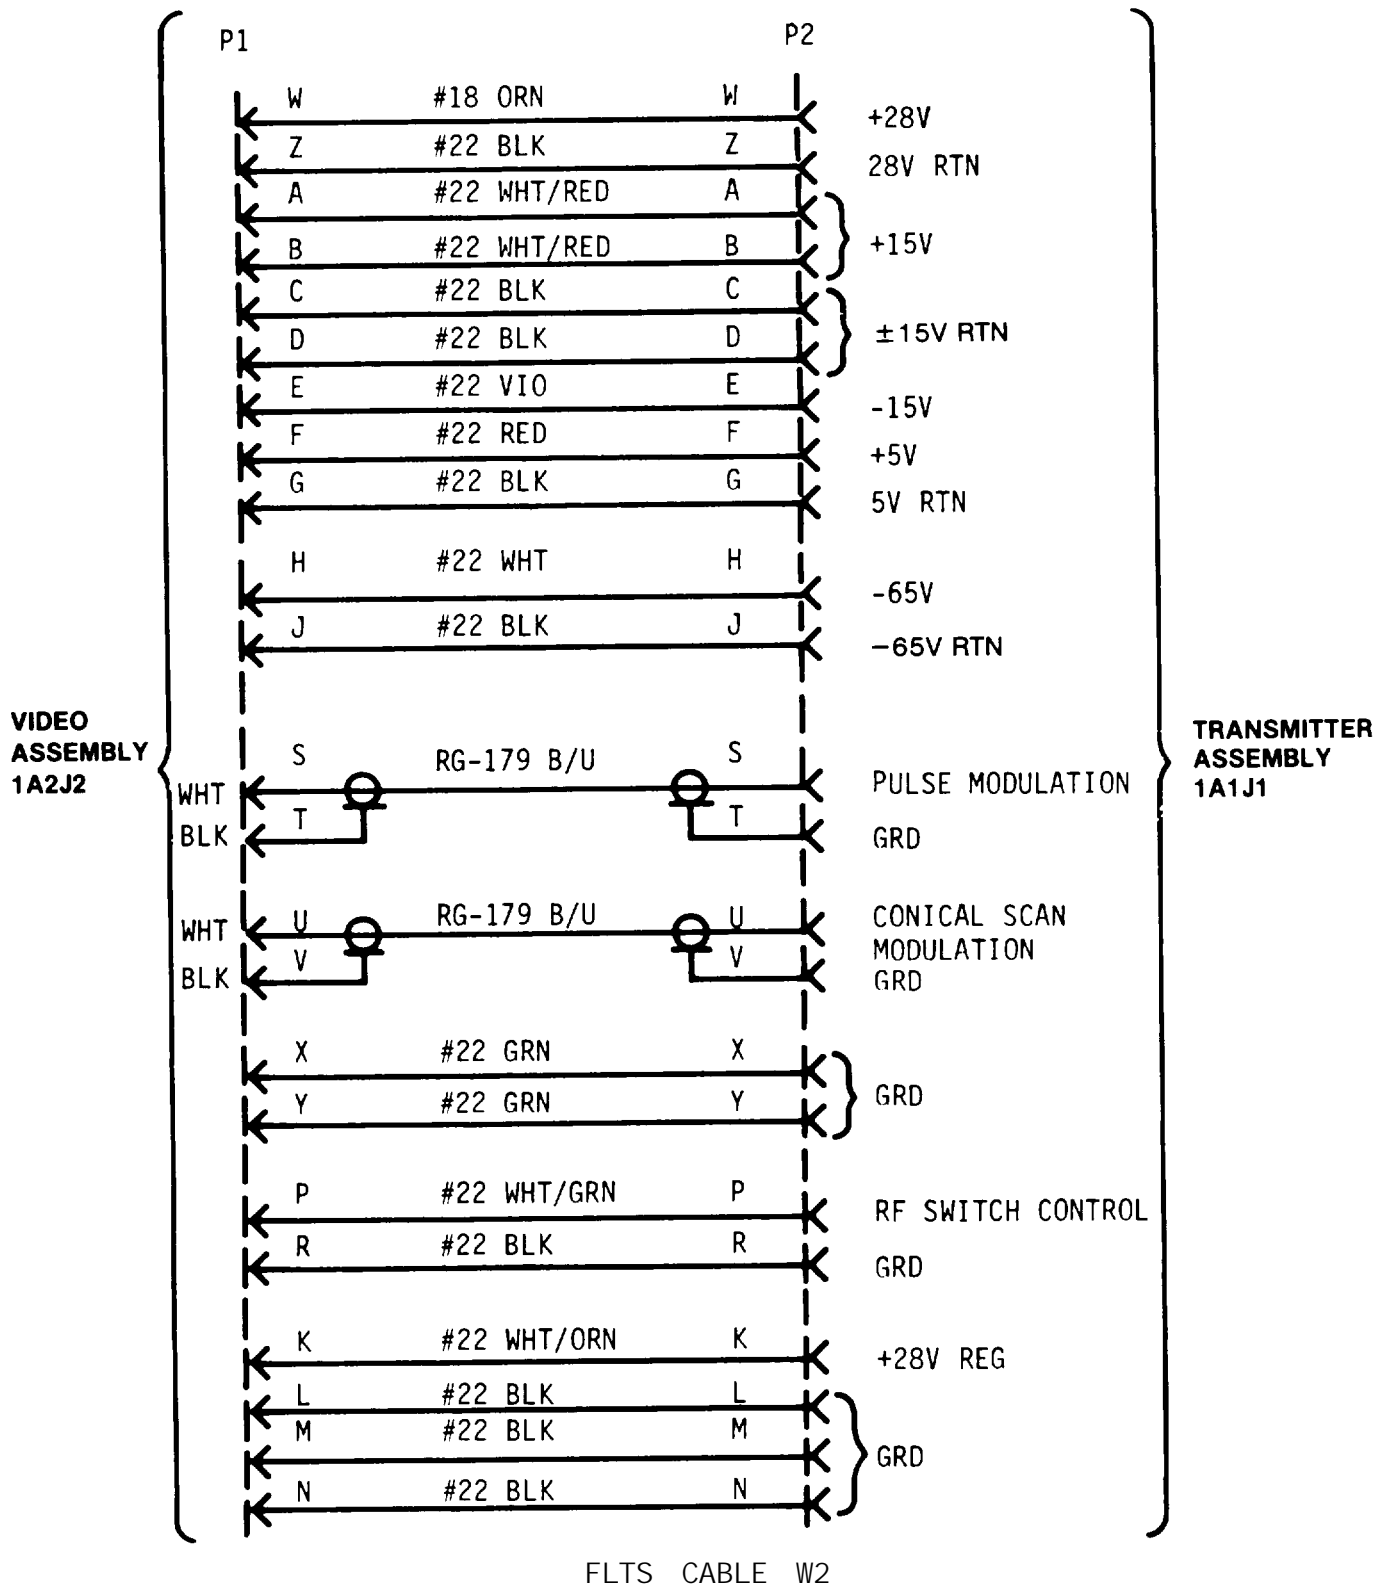 P1 P2
W #18 ORN W +28V
Z #22 BLK Z 28V RTN
A #22 WHT/RED A
+15V
B #22 WHT/RED B
C #22 BLK C
±15V RTN
D #22 BLK D
E #22 VIO E -15V
F #22 RED F +5V
G #22 BLK G 5V RTN
H #22 WHT H -65V
J #22 BLK J −65V RTN
VIDEO
ASSEMBLY
1A2J2
TRANSMITTER
ASSEMBLY
1A1J1
WHT S RG-179 B/U S PULSE MODULATION
BLK T T GRD
WHT U RG-179 B/U U CONICAL SCAN
MODULATION
BLK V V GRD
X #22 GRN X
GRD
Y #22 GRN Y
P #22 WHT/GRN P RF SWITCH CONTROL
R #22 BLK R GRD
K #22 WHT/ORN K +28V REG
L #22 BLK L
M #22 BLK M
GRD
N #22 BLK N
FLTS CABLE W2